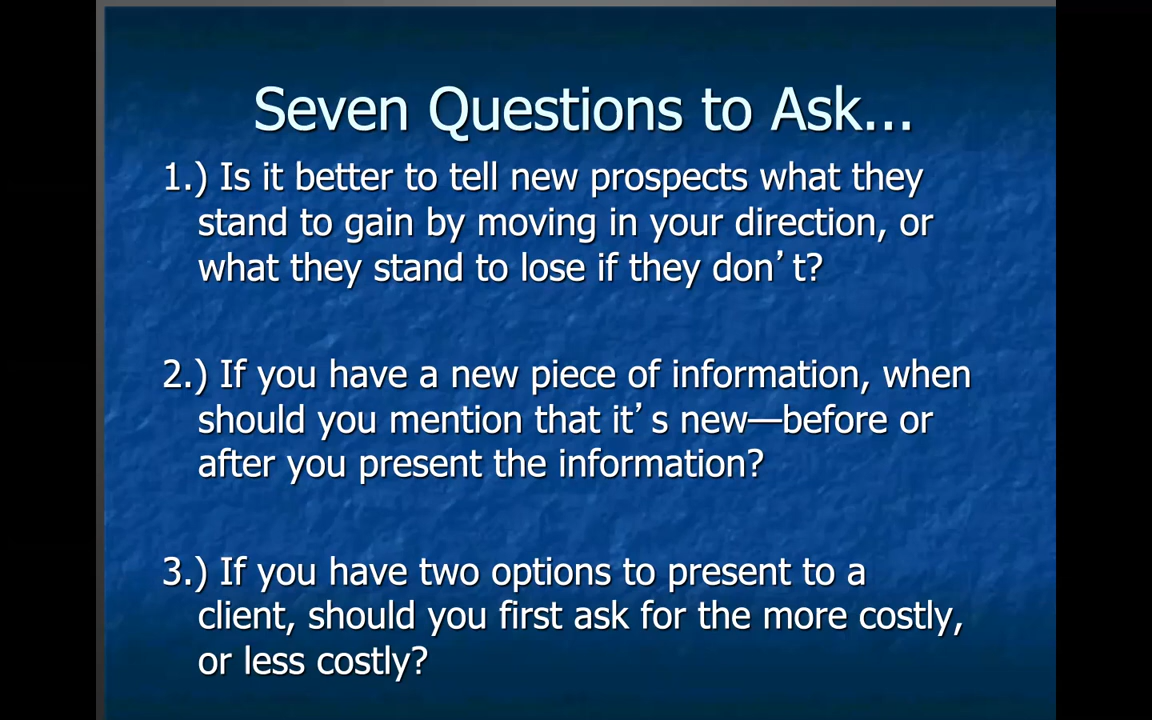 Seven Questions to Ask...
1.) Is it better to tell new prospects what they
stand to gain by moving in your direction, or
what they stand to lose if they don’t?
2.) If you have a new piece of information, when
should you mention that it’s new—before or
after you present the information?
3.) If you have two options to present to a
client, should you first ask for the more costly,
or less costly?